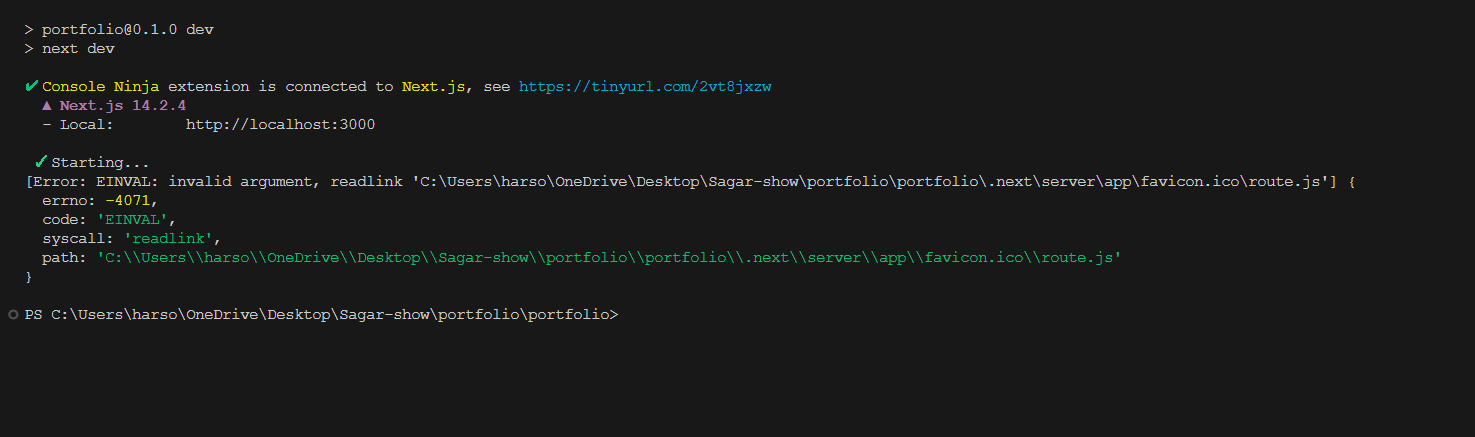 > portfolio@0.1.0 dev
> next dev
✔ Console Ninja extension is connected to Next.js, see https://tinyurl.com/2vt8jxzw
▲ Next.js 14.2.4
- Local:        http://localhost:3000
✓ Starting...
[Error: EINVAL: invalid argument, readlink 'C:\Users\harso\OneDrive\Desktop\Sagar-show\portfolio\portfolio\.next\server\app\favicon.ico\route.js'] {
errno: -4071,
code: 'EINVAL',
syscall: 'readlink',
path: 'C:\\Users\\harso\\OneDrive\\Desktop\\Sagar-show\\portfolio\\portfolio\\.next\\server\\app\\favicon.ico\\route.js'
}
PS C:\Users\harso\OneDrive\Desktop\Sagar-show\portfolio\portfolio>